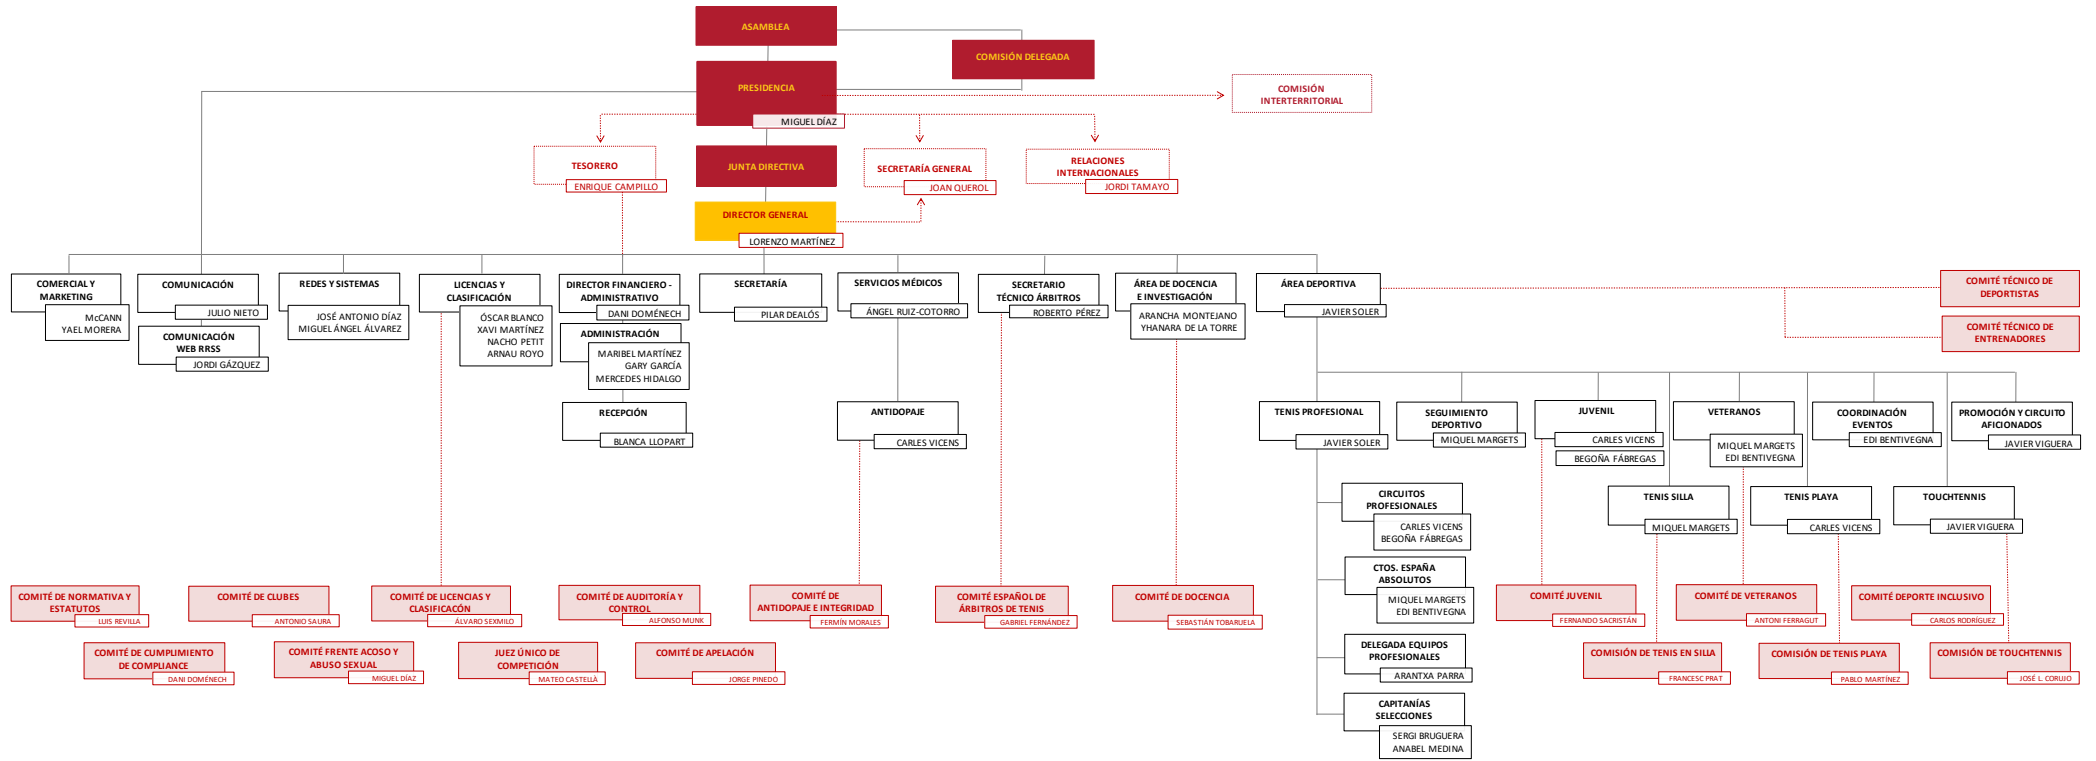 ASAMBLEA
COMISIÓN DELEGADA
PRESIDENCIA
MIGUEL DÍAZ
COMISIÓN
INTERTERRITORIAL
TESORERO
ENRIQUE CAMPILLO
JUNTA DIRECTIVA
SECRETARÍA GENERAL
JOAN QUEROL
RELACIONES
INTERNACIONALES
JORDI TAMAYO
DIRECTOR GENERAL
LORENZO MARTÍNEZ
COMERCIAL Y
MARKETING
McCANN
YAEL MORERA
COMUNICACIÓN
JULIO NIETO
COMUNICACIÓN
WEB RRSS
JORDI GÁZQUEZ
REDES Y SISTEMAS
JOSÉ ANTONIO DÍAZ
MIGUEL ÁNGEL ÁLVAREZ
LICENCIAS Y
CLASIFICACIÓN
ÓSCAR BLANCO
XAVI MARTÍNEZ
NACHO PETIT
ARNAU ROYO
DIRECTOR FINANCIERO -
ADMINISTRATIVO
DANI DOMÉNECH
ADMINISTRACIÓN
MARIBEL MARTÍNEZ
GARY GARCÍA
MERCEDES HIDALGO
RECEPCIÓN
BLANCA LLOPART
SECRETARÍA
PILAR DEALÓS
SERVICIOS MÉDICOS
ÁNGEL RUIZ-COTORRO
ANTIDOPAJE
CARLES VICENS
SECRETARIO
TÉCNICO ÁRBITROS
ROBERTO PÉREZ
ÁREA DE DOCENCIA
E INVESTIGACIÓN
ARANCHA MONTEJANO
YHANARA DE LA TORRE
ÁREA DEPORTIVA
JAVIER SOLER
COMITÉ TÉCNICO DE
DEPORTISTAS
COMITÉ TÉCNICO DE
ENTRENADORES
TENIS PROFESIONAL
JAVIER SOLER
SEGUIMIENTO
DEPORTIVO
MIQUEL MARGETS
JUVENIL
CARLES VICENS
BEGOÑA FÁBREGAS
VETERANOS
MIQUEL MARGETS
EDI BENTIVEGNA
COORDINACIÓN
EVENTOS
EDI BENTIVEGNA
PROMOCIÓN Y CIRCUITO
AFICIONADOS
JAVIER VIGUERA
TENIS SILLA
MIQUEL MARGETS
TENIS PLAYA
CARLES VICENS
TOUCHTENNIS
JAVIER VIGUERA
CIRCUITOS
PROFESIONALES
CARLES VICENS
BEGOÑA FÁBREGAS
CTOS. ESPAÑA
ABSOLUTOS
MIQUEL MARGETS
EDI BENTIVEGNA
DELEGADA EQUIPOS
PROFESIONALES
ARANTXA PARRA
CAPITANÍAS
SELECCIONES
SERGI BRUGUERA
ANABEL MEDINA
COMITÉ DE NORMATIVA Y
ESTATUTOS
LUIS REVILLA
COMITÉ DE CLUBES
ANTONIO SAURA
COMITÉ DE LICENCIAS Y
CLASIFICACÓN
ÁLVARO SEXMILO
COMITÉ DE AUDITORÍA Y
CONTROL
ALFONSO MUNK
COMITÉ DE
ANTIDOPAJE E INTEGRIDAD
FERMÍN MORALES
COMITÉ ESPAÑOL DE
ÁRBITROS DE TENIS
GABRIEL FERNÁNDEZ
COMITÉ DE DOCENCIA
SEBASTIÁN TOBARUELA
COMITÉ JUVENIL
FERNANDO SACRISTÁN
COMITÉ DE VETERANOS
ANTONI FERRAGUT
COMITÉ DEPORTE INCLUSIVO
CARLOS RODRÍGUEZ
COMITÉ DE CUMPLIMIENTO
DE COMPLIANCE
DANI DOMÉNECH
COMITÉ FRENTE ACOSO Y
ABUSO SEXUAL
MIGUEL DÍAZ
JUEZ ÚNICO DE
COMPETICIÓN
MATEO CASTELLÀ
COMITÉ DE APELACIÓN
JORGE PINEDO
COMISIÓN DE TENIS EN SILLA
FRANCESC PRAT
COMISIÓN DE TENIS PLAYA
PABLO MARTÍNEZ
COMISIÓN DE TOUCHTENNIS
JOSÉ L. CORUJO